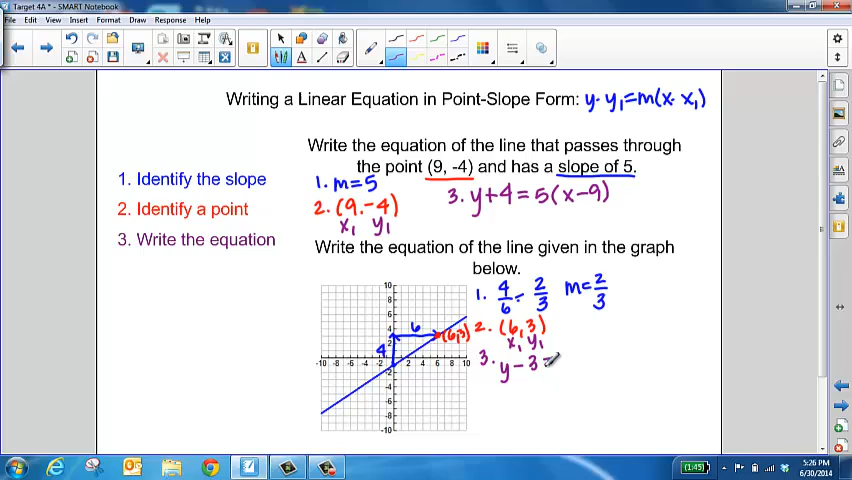 Target 4A * - SMART Notebook
File Edit View Insert Format Tools Add-ons Draw Response Help
Writing a Linear Equation in Point-Slope Form: y - y₁ = m(x - x₁)
Write the equation of the line that passes through
the point (9, -4) and has a slope of 5.
1. Identify the slope
2. Identify a point
3. Write the equation
1. m = 5
2. (9, -4)
x₁ y₁
3. y + 4 = 5(x - 9)
Write the equation of the line given in the graph
below.
10
8
6
4
2
-10 -8 -6 -4 -2 2 4 6 8 10
-2
-4
-6
-8
-10
6
4
(6,3)
1. 4/6 ÷ 2/3 m = 2/3
2. (6, 3)
x₁ y₁
3. y - 3 =
(1:45)
5:26 PM
6/30/2014